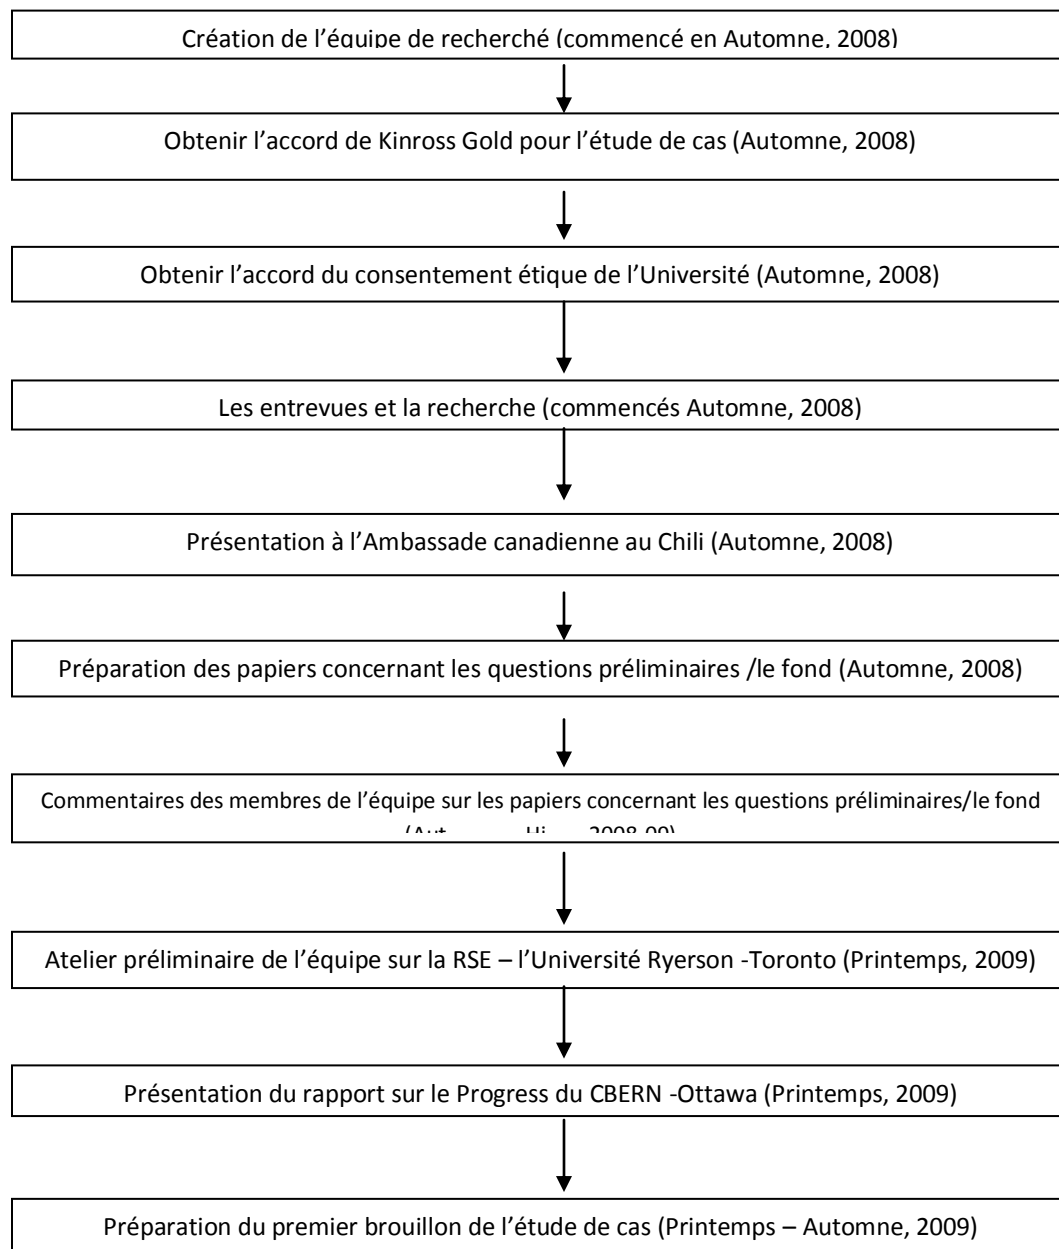 Création de l’équipe de recherché (commencé en Automne, 2008)
Obtenir l’accord de Kinross Gold pour l’étude de cas (Automne, 2008)
Obtenir l’accord du consentement étique de l’Université (Automne, 2008)
Les entrevues et la recherche (commencés Automne, 2008)
Présentation à l’Ambassade canadienne au Chili (Automne, 2008)
Préparation des papiers concernant les questions préliminaires /le fond (Automne, 2008)
Commentaires des membres de l’équipe sur les papiers concernant les questions préliminaires/le fond
2008-09)
Atelier préliminaire de l’équipe sur la RSE – l’Université Ryerson -Toronto (Printemps, 2009)
Présentation du rapport sur le Progress du CBERN -Ottawa (Printemps, 2009)
Préparation du premier brouillon de l’étude de cas (Printemps – Automne, 2009)